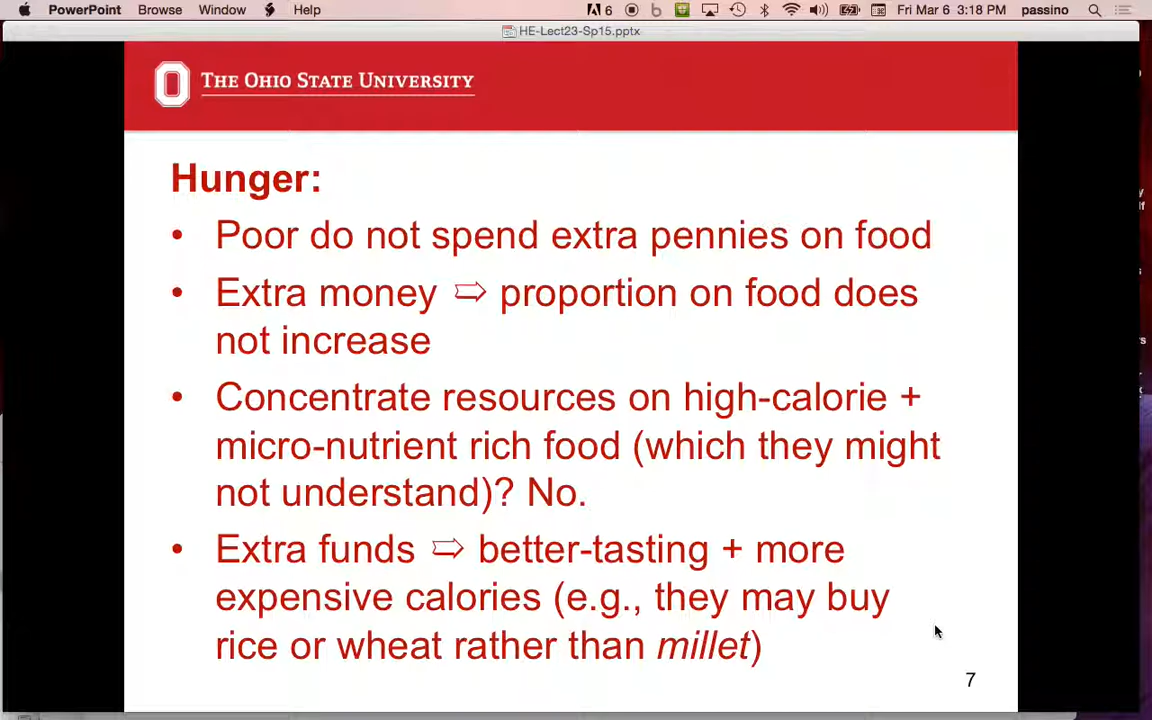 PowerPoint Browse Window Help 6 Fri Mar 6 3:18 PM passino
HE-Lect23-Sp15.pptx
THE OHIO STATE UNIVERSITY
Hunger:
• Poor do not spend extra pennies on food
• Extra money ⇨ proportion on food does
not increase
• Concentrate resources on high-calorie +
micro-nutrient rich food (which they might
not understand)? No.
• Extra funds ⇨ better-tasting + more
expensive calories (e.g., they may buy
rice or wheat rather than millet)
7